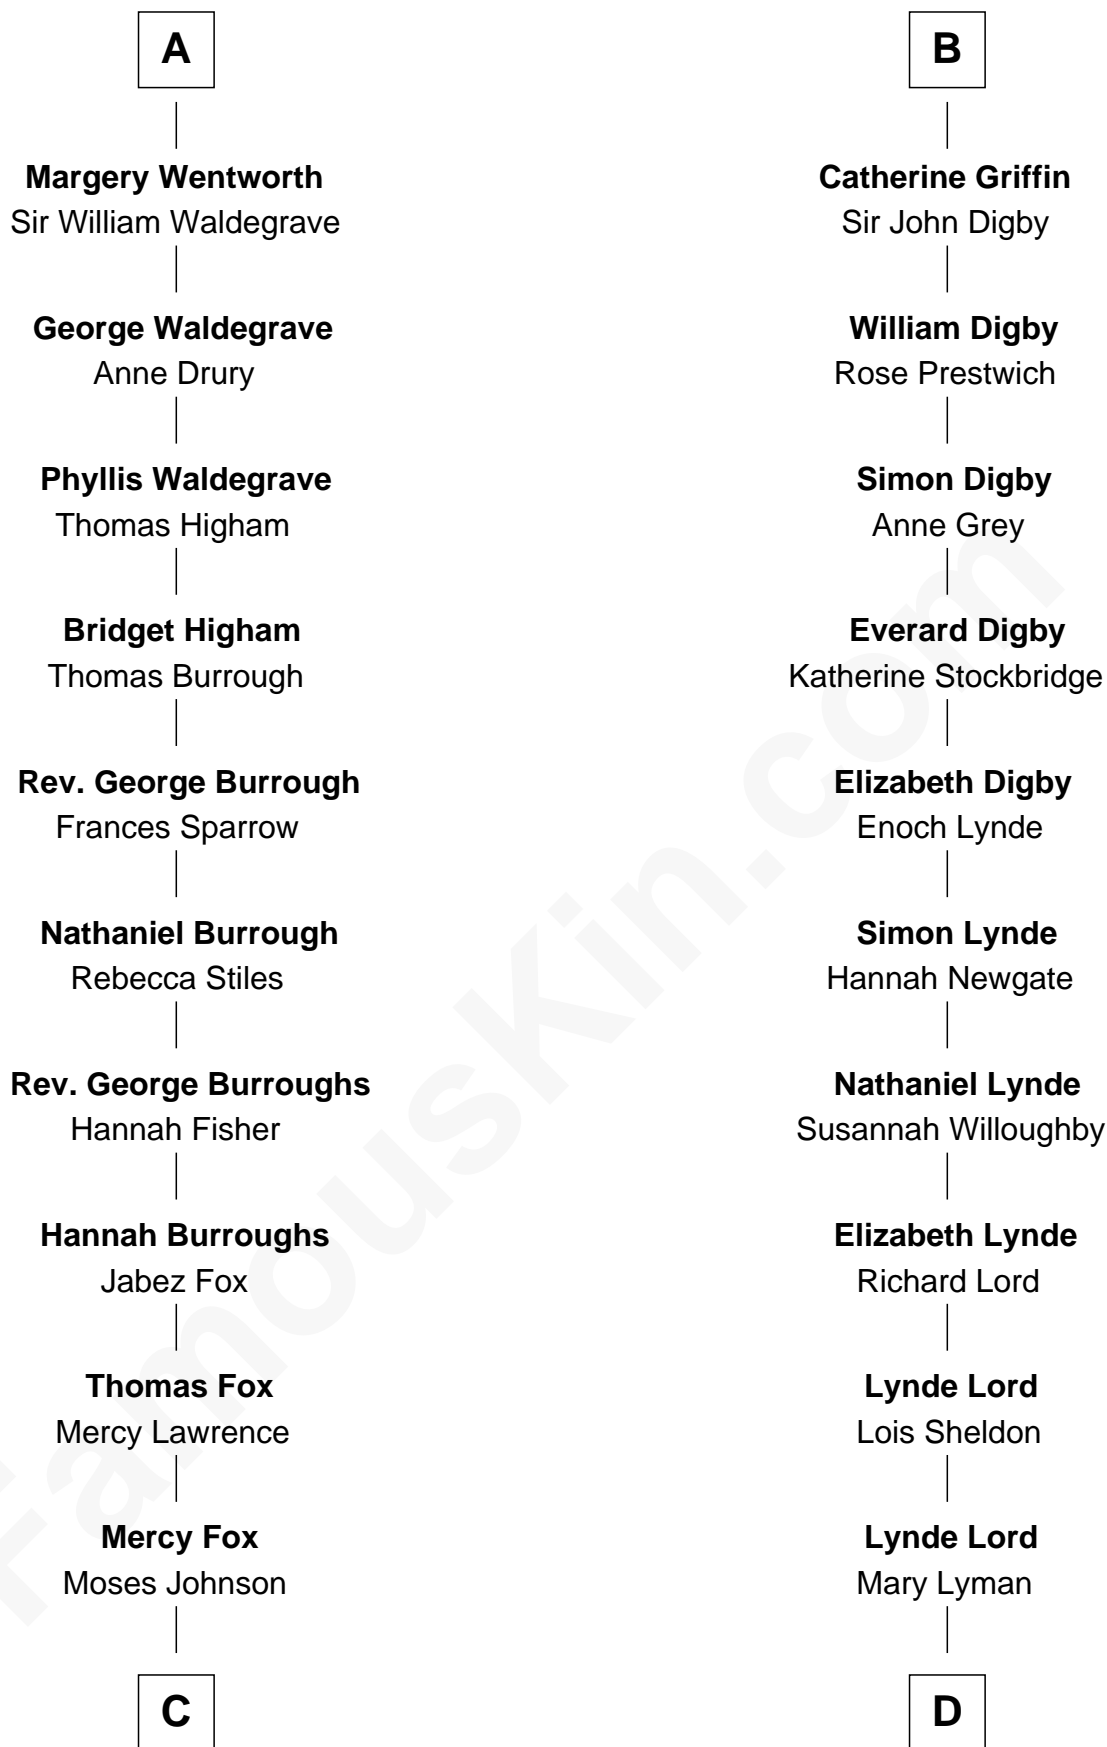 A
Margery Wentworth
Sir William Waldegrave
George Waldegrave
Anne Drury
Phyllis Waldegrave
Thomas Higham
Bridget Higham
Thomas Burrough
Rev. George Burrough
Frances Sparrow
Nathaniel Burrough
Rebecca Stiles
Rev. George Burroughs
Hannah Fisher
Hannah Burroughs
Jabez Fox
Thomas Fox
Mercy Lawrence
Mercy Fox
Moses Johnson
C
B
Catherine Griffin
Sir John Digby
William Digby
Rose Prestwich
Simon Digby
Anne Grey
Everard Digby
Katherine Stockbridge
Elizabeth Digby
Enoch Lynde
Simon Lynde
Hannah Newgate
Nathaniel Lynde
Susannah Willoughby
Elizabeth Lynde
Richard Lord
Lynde Lord
Lois Sheldon
Lynde Lord
Mary Lyman
D
FamousKin.com